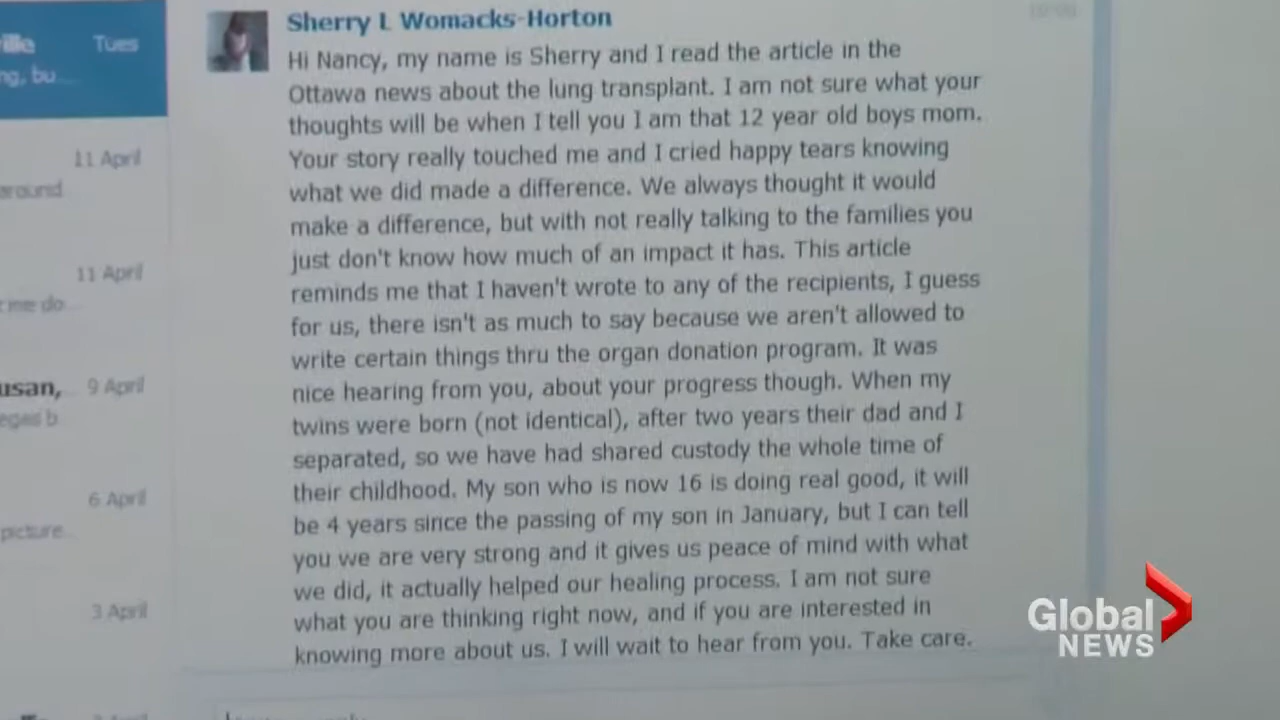 Tues
ng, bu...
11 April
around
11 April
me do
usan,
9 April
eges b
6 April
picture...
3 April
Sherry L Womacks-Horton
Hi Nancy, my name is Sherry and I read the article in the
Ottawa news about the lung transplant. I am not sure what your
thoughts will be when I tell you I am that 12 year old boys mom.
Your story really touched me and I cried happy tears knowing
what we did made a difference. We always thought it would
make a difference, but with not really talking to the families you
just don't know how much of an impact it has. This article
reminds me that I haven't wrote to any of the recipients, I guess
for us, there isn't as much to say because we aren't allowed to
write certain things thru the organ donation program. It was
nice hearing from you, about your progress though. When my
twins were born (not identical), after two years their dad and I
separated, so we have had shared custody the whole time of
their childhood. My son who is now 16 is doing real good, it will
be 4 years since the passing of my son in January, but I can tell
you we are very strong and it gives us peace of mind with what
we did, it actually helped our healing process. I am not sure
what you are thinking right now, and if you are interested in
knowing more about us. I will wait to hear from you. Take care.
Global
NEWS